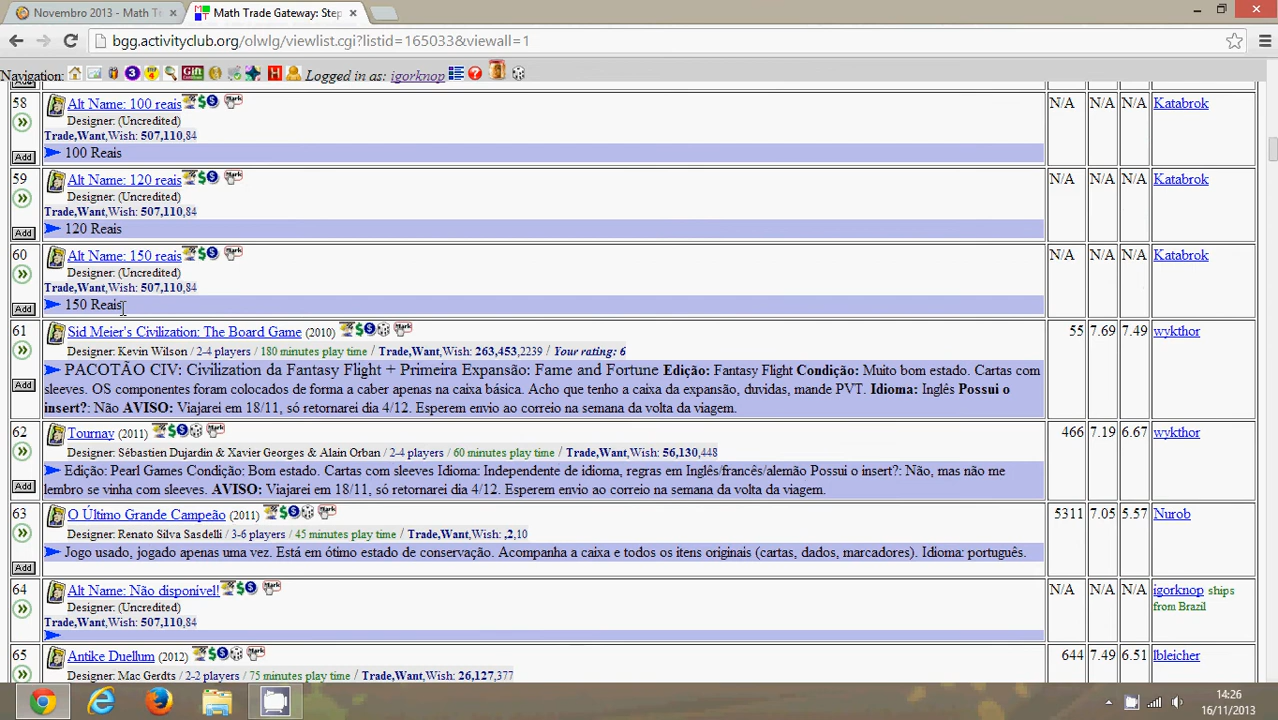 Novembro 2013 - Math T
Math Trade Gateway: Step
bgg.activityclub.org/olwlg/viewlist.cgi?listid=165033&viewall=1
Navigation: Logged in as: igorknop
Add
58 Alt Name: 100 reais N/A N/A N/A Katabrok
Designer: (Uncredited)
Trade,Want,Wish: 507,110,84
Add 100 Reais
59 Alt Name: 120 reais N/A N/A N/A Katabrok
Designer: (Uncredited)
Trade,Want,Wish: 507,110,84
Add 120 Reais
60 Alt Name: 150 reais N/A N/A N/A Katabrok
Designer: (Uncredited)
Trade,Want,Wish: 507,110,84
Add 150 Reais
61 Sid Meier's Civilization: The Board Game (2010) 55 7.69 7.49 wykthor
Designer: Kevin Wilson / 2-4 players / 180 minutes play time / Trade,Want,Wish: 263,453,2239 / Your rating: 6
PACOTÃO CIV: Civilization da Fantasy Flight + Primeira Expansão: Fame and Fortune Edição: Fantasy Flight Condição: Muito bom estado. Cartas com
Add sleeves. OS componentes foram colocados de forma a caber apenas na caixa básica. Acho que tenho a caixa da expansão, duvidas, mande PVT. Idioma: Inglês Possui o
insert?: Não AVISO: Viajarei em 18/11, só retornarei dia 4/12. Esperem envio ao correio na semana da volta da viagem.
62 Tournay (2011) 466 7.19 6.67 wykthor
Designer: Sébastien Dujardin & Xavier Georges & Alain Orban / 2-4 players / 60 minutes play time / Trade,Want,Wish: 56,130,448
Edição: Pearl Games Condição: Bom estado. Cartas com sleeves Idioma: Independente de idioma, regras em Inglês/francês/alemão Possui o insert?: Não, mas não me
Add lembro se vinha com sleeves. AVISO: Viajarei em 18/11, só retornarei dia 4/12. Esperem envio ao correio na semana da volta da viagem.
63 O Último Grande Campeão (2011) 5311 7.05 5.57 Nurob
Designer: Renato Silva Sasdelli / 3-6 players / 45 minutes play time / Trade,Want,Wish: ,2,10
Jogo usado, jogado apenas uma vez. Está em ótimo estado de conservação. Acompanha a caixa e todos os itens originais (cartas, dados, marcadores). Idioma: português.
Add
64 Alt Name: Não disponível! N/A N/A N/A igorknop ships
Designer: (Uncredited) from Brazil
Trade,Want,Wish: 507,110,84
Add
65 Antike Duellum (2012) 644 7.49 6.51 lbleicher
Designer: Mac Gerdts / 2-2 players / 75 minutes play time / Trade,Want,Wish: 26,127,377
14:26
16/11/2013